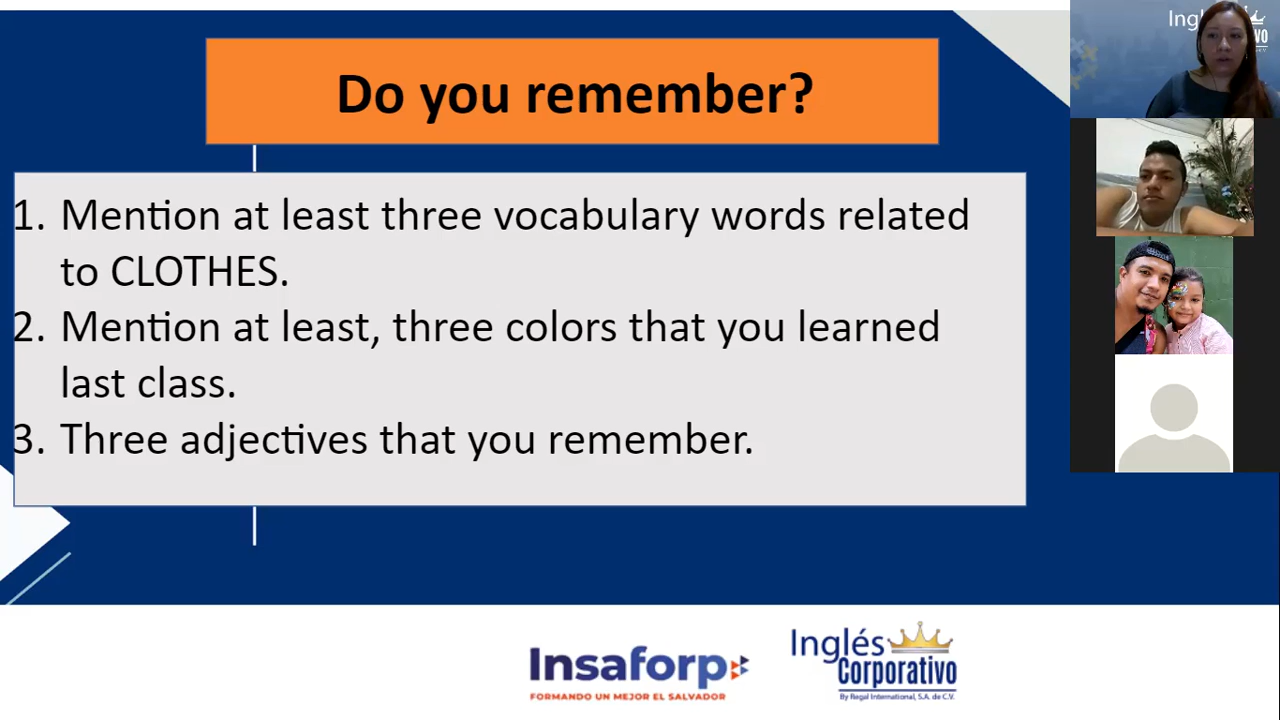 Do you remember?
1. Mention at least three vocabulary words related
to CLOTHES.
2. Mention at least, three colors that you learned
last class.
3. Three adjectives that you remember.
Insaforp
FORMANDO UN MEJOR EL SALVADOR
Inglés
Corporativo
By Regal International, S.A. de C.V.